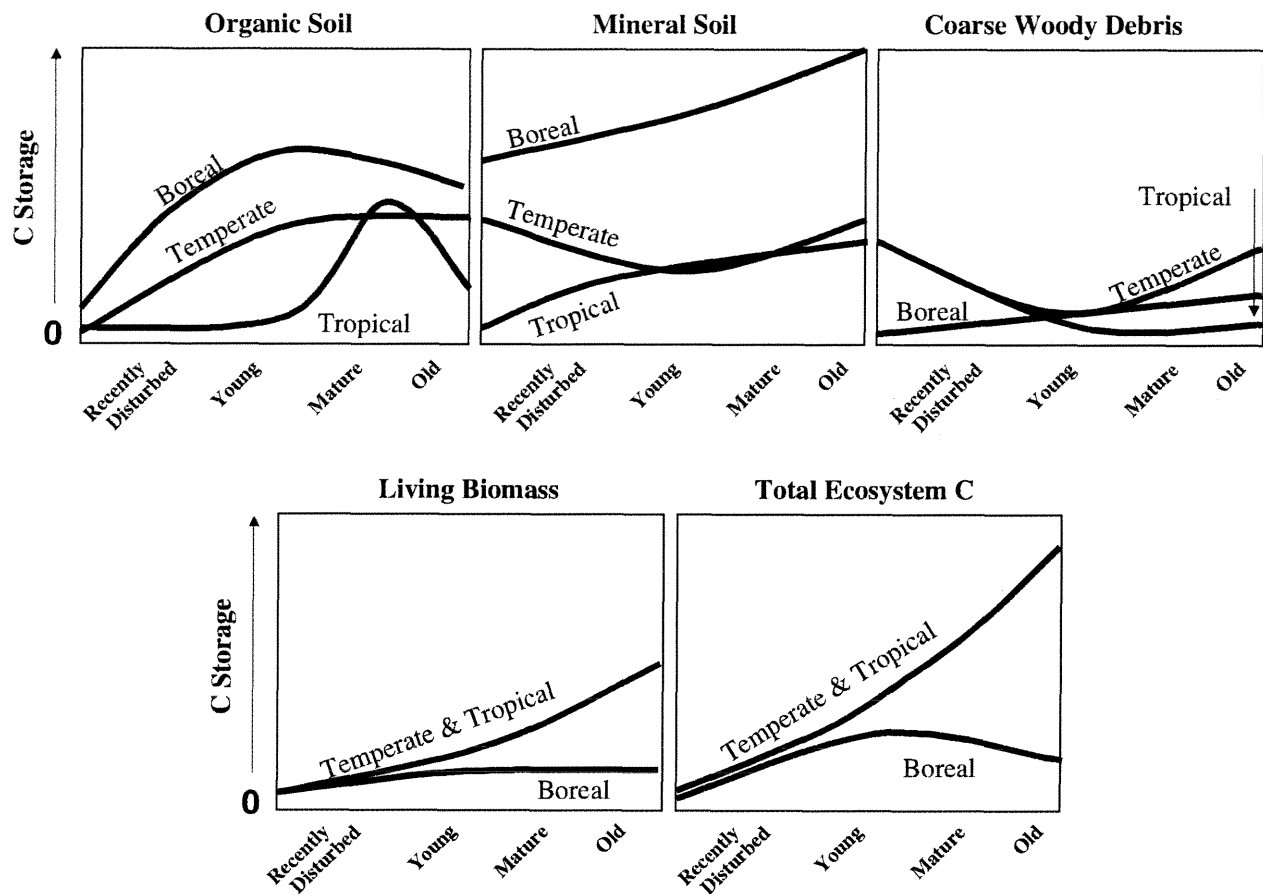 Organic Soil
Mineral Soil
Coarse Woody Debris
C Storage
0
Boreal
Temperate
Tropical
Boreal
Temperate
Tropical
Tropical
Temperate
Boreal
Recently
Disturbed
Young
Mature
Old
Recently
Disturbed
Young
Mature
Old
Recently
Disturbed
Young
Mature
Old
Living Biomass
Total Ecosystem C
C Storage
0
Temperate & Tropical
Boreal
Temperate & Tropical
Boreal
Recently
Disturbed
Young
Mature
Old
Recently
Disturbed
Young
Mature
Old